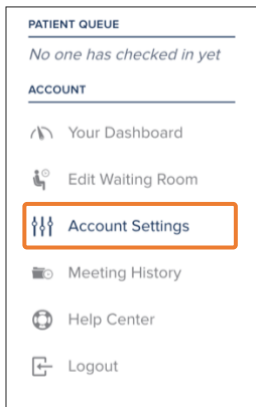 PATIENT QUEUE
No one has checked in yet
ACCOUNT
Your Dashboard
Edit Waiting Room
Account Settings
Meeting History
Help Center
Logout